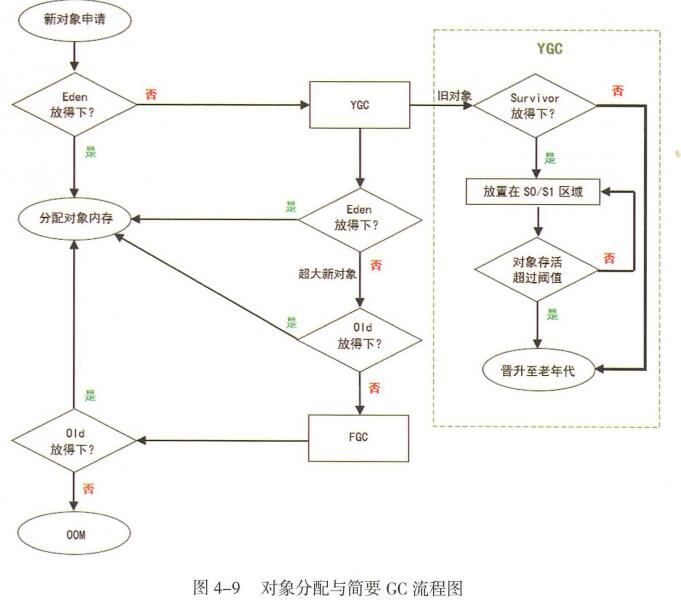 新对象申请
YGC
Eden
放得下？
否
YGC
旧对象
Survivor
放得下？
否
是
是
分配对象内存
是
Eden
放得下？
放置在 S0/S1 区域
超大新对象
否
对象存活
超过阈值
否
是
Old
放得下？
是
晋升至老年代
是
否
Old
放得下？
FGC
否
OOM
图 4-9 对象分配与简要 GC 流程图